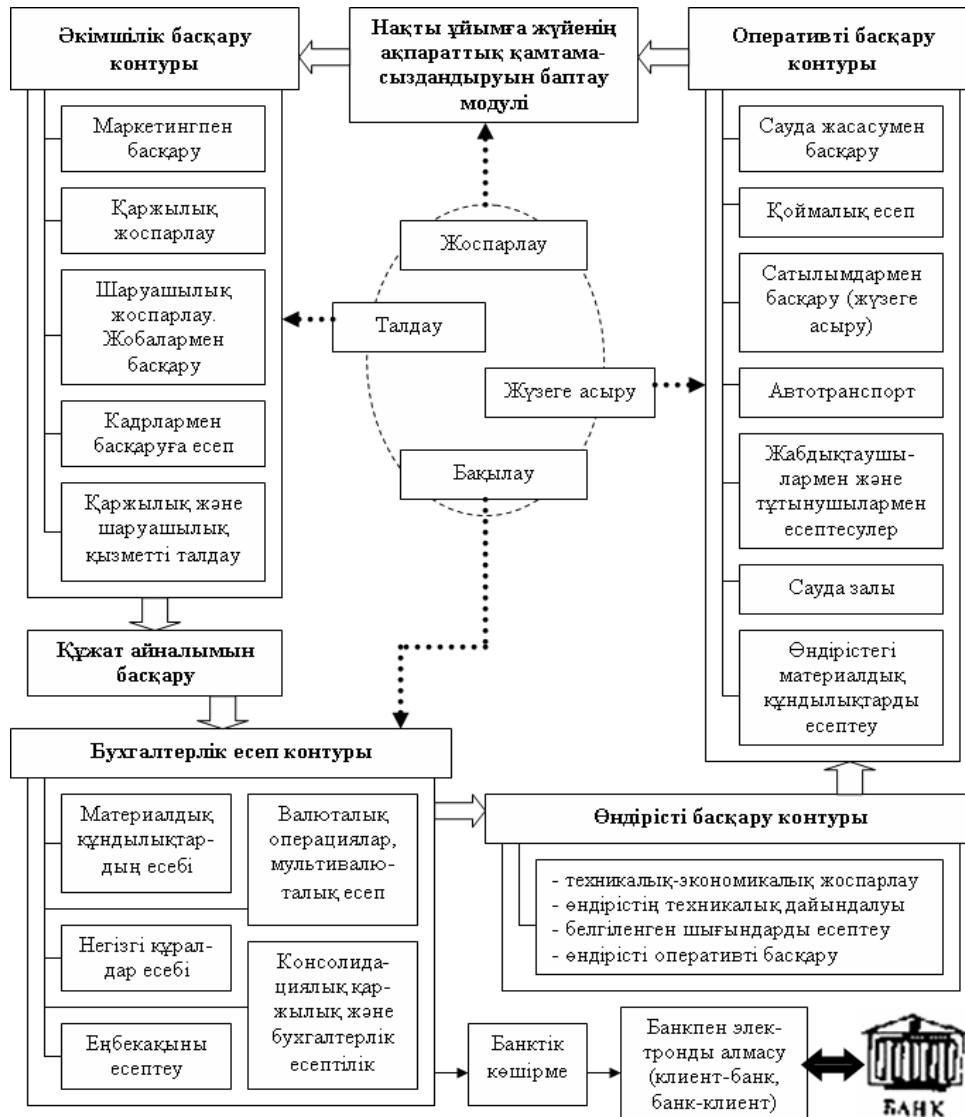 Әкімшілік басқару
контуры
Нақты ұйымға жүйенің
ақпараттық қамтама-
сыздандыруын баптау
модулі
Оперативті басқару
контуры
Маркетингпен
басқару
Қаржылық
жоспарлау
Шаруашылық
жоспарлау.
Жобалармен
басқару
Кадрлармен
басқаруға есеп
Қаржылық және
шаруашылық
қызметті талдау
Жоспарлау
Талдау
Жүзеге асыру
Бақылау
Сауда жасасумен
басқару
Қоймалық есеп
Сатылымдармен
басқару (жүзеге
асыру)
Автотранспорт
Жабдықтаушы-
лармен және
тұтынушылармен
есептесулер
Сауда залы
Өндірістегі
материалдық
құндылықтарды
есептеу
Құжат айналымын
басқару
Бухгалтерлік есеп контуры
Материалдық
құндылықтар-
дың есебі
Валюталық
операциялар,
мультивалю-
талық есеп
Негізгі құрал-
дар есебі
Консолида-
циялық қар-
жылық және
бухгалтерлік
есептілік
Еңбекақыны
есептеу
Өндірісті басқару контуры
- техникалық-экономикалық жоспарлау
- өндірістің техникалық дайындалуы
- белгіленген шығындарды есептеу
- өндірісті оперативті басқару
Банктік
көшірме
Банкпен элек-
тронды алмасу
(клиент-банк,
банк-клиент)
БАНК